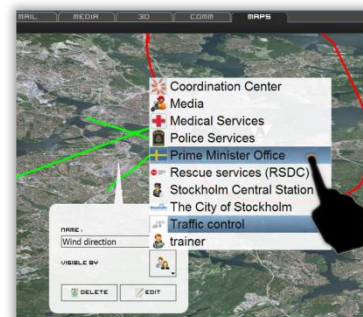 MAIL
MEDIA
3D
COMM
MAPS
Coordination Center
Media
Medical Services
Police Services
Prime Minister Office
Rescue services (RSDC)
Stockholm Central Station
The City of Stockholm
Traffic control
trainer
NAME:
Wind direction
VISIBLE BY
DELETE
EDIT